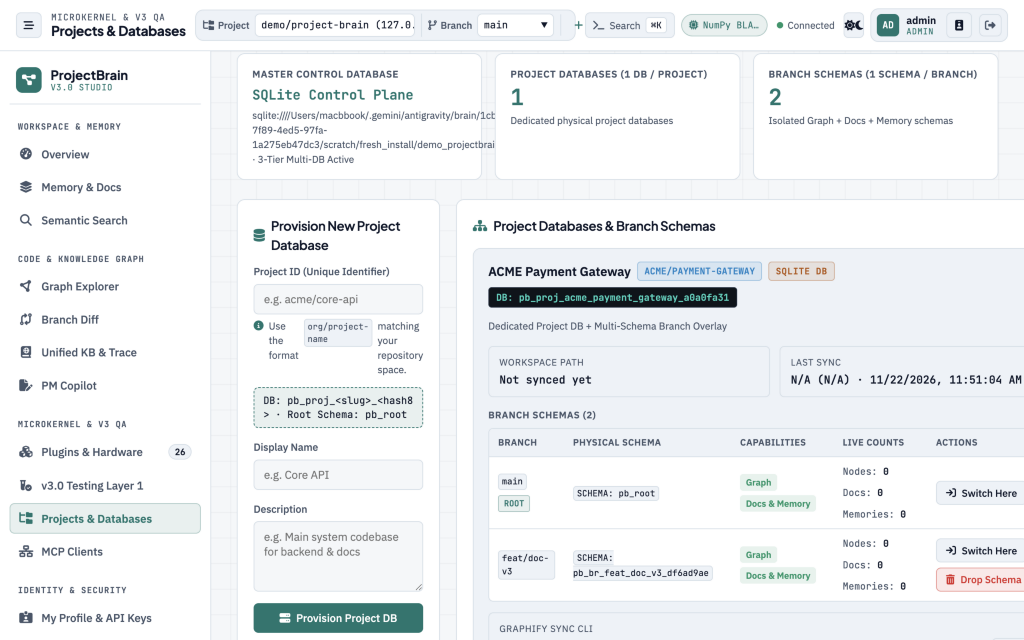 MICROKERNEL & V3 QA
Projects & Databases
Project
demo/project-brain (127.0.
Branch
main
Search
⌘K
NumPy BLA…
Connected
AD
admin
ADMIN
ProjectBrain
V3.0 STUDIO
WORKSPACE & MEMORY
Overview
Memory & Docs
Semantic Search
CODE & KNOWLEDGE GRAPH
Graph Explorer
Branch Diff
Unified KB & Trace
PM Copilot
MICROKERNEL & V3 QA
Plugins & Hardware
26
v3.0 Testing Layer 1
Projects & Databases
MCP Clients
IDENTITY & SECURITY
My Profile & API Keys
MASTER CONTROL DATABASE
SQLite Control Plane
sqlite:////Users/macbbook/.gemini/antigravity/brain/1cb
7f89-4ed5-97fa-
1a275eb47dc3/scratch/fresh_install/demo_projectbrai
· 3-Tier Multi-DB Active
PROJECT DATABASES (1 DB / PROJECT)
1
Dedicated physical project databases
BRANCH SCHEMAS (1 SCHEMA / BRANCH)
2
Isolated Graph + Docs + Memory schemas
Provision New Project
Database
Project ID (Unique Identifier)
e.g. acme/core-api
Use the format org/project-name matching your repository space.
DB: pb_proj_<slug>_<hash8
> · Root Schema: pb_root
Display Name
e.g. Core API
Description
e.g. Main system codebase
for backend & docs
Provision Project DB
Project Databases & Branch Schemas
ACME Payment Gateway
ACME/PAYMENT-GATEWAY
SQLITE DB
DB: pb_proj_acme_payment_gateway_a0a0fa31
Dedicated Project DB + Multi-Schema Branch Overlay
WORKSPACE PATH
Not synced yet
LAST SYNC
N/A (N/A) · 11/22/2026, 11:51:04 AM
BRANCH SCHEMAS (2)
BRANCH
PHYSICAL SCHEMA
CAPABILITIES
LIVE COUNTS
ACTIONS
main
ROOT
SCHEMA: pb_root
Graph
Docs & Memory
Nodes: 0
Docs: 0
Memories: 0
Switch Here
feat/doc-
v3
SCHEMA:
pb_br_feat_doc_v3_df6ad9ae
Graph
Docs & Memory
Nodes: 0
Docs: 0
Memories: 0
Switch Here
Drop Schema
GRAPHIFY SYNC CLI